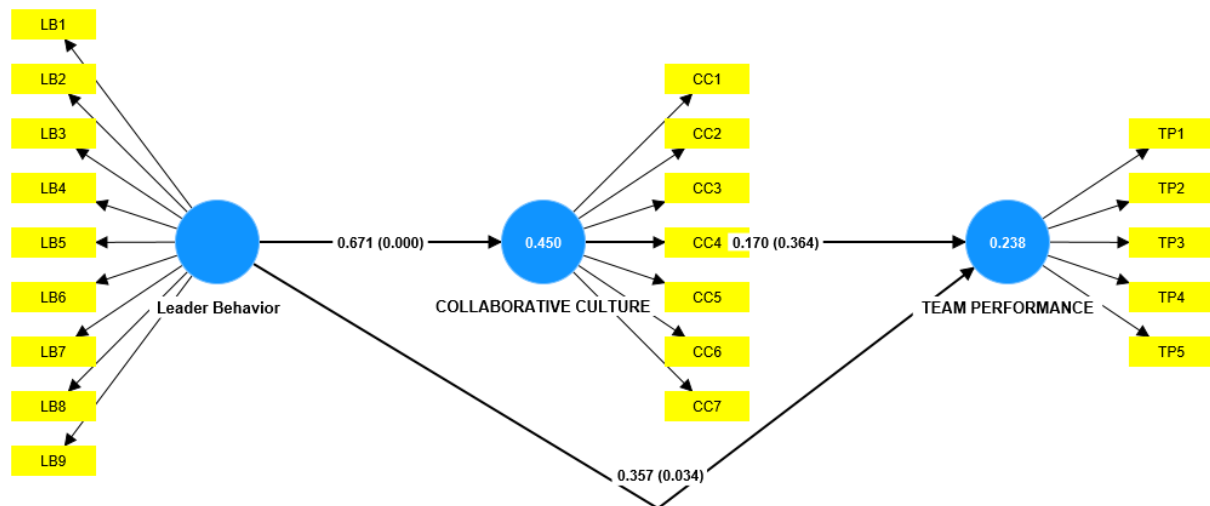 LB1
LB2
LB3
LB4
LB5
LB6
LB7
LB8
LB9
Leader Behavior
0.671 (0.000)
0.450
COLLABORATIVE CULTURE
CC1
CC2
CC3
CC4
CC5
CC6
CC7
0.170 (0.364)
0.357 (0.034)
0.238
TEAM PERFORMANCE
TP1
TP2
TP3
TP4
TP5